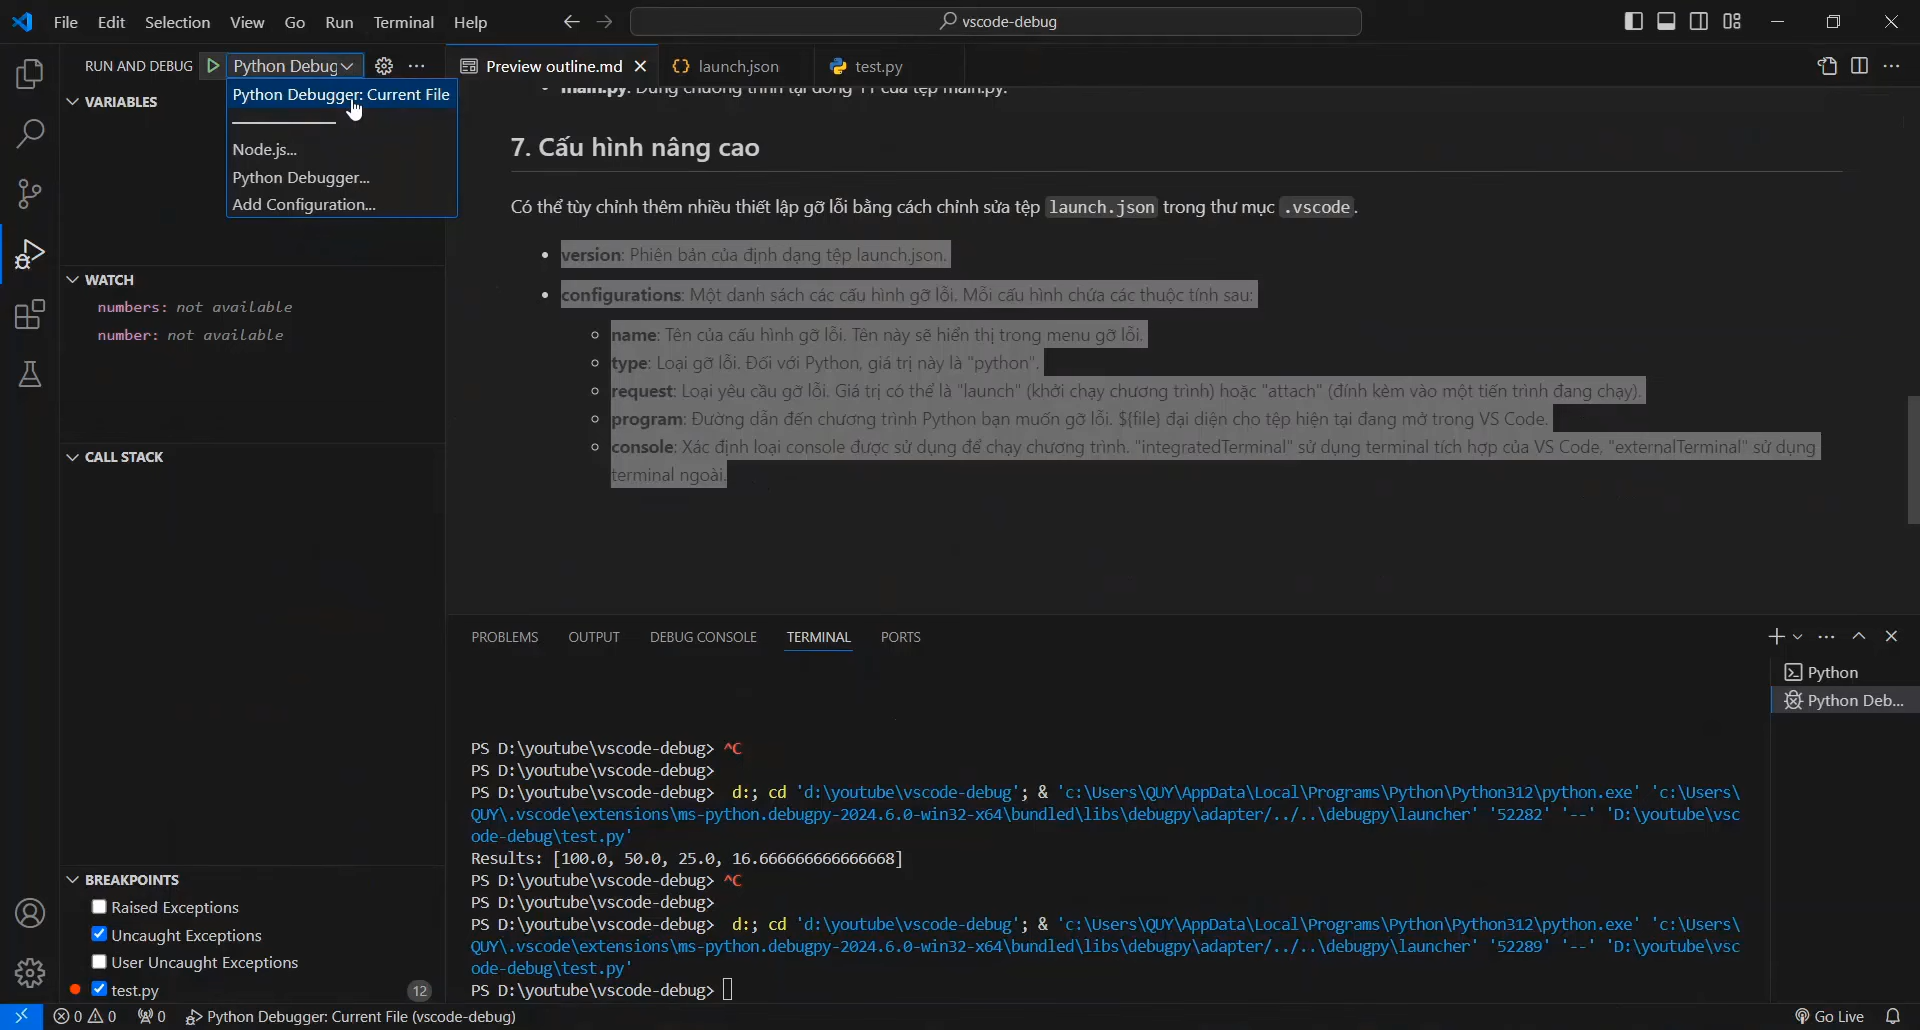 File Edit Selection View Go Run Terminal Help
vscode-debug
RUN AND DEBUG Python Debug
Python Debugger: Current File
Node.js...
Python Debugger...
Add Configuration...
VARIABLES
WATCH
numbers: not available
number: not available
CALL STACK
BREAKPOINTS
Raised Exceptions
Uncaught Exceptions
User Uncaught Exceptions
test.py 12
Preview outline.md launch.json test.py
main.py: Dừng chương trình tại dòng 11 của tệp main.py.
7. Cấu hình nâng cao
Có thể tùy chỉnh thêm nhiều thiết lập gỡ lỗi bằng cách chỉnh sửa tệp launch.json trong thư mục .vscode.
version: Phiên bản của định dạng tệp launch.json.
configurations: Một danh sách các cấu hình gỡ lỗi. Mỗi cấu hình chứa các thuộc tính sau:
name: Tên của cấu hình gỡ lỗi. Tên này sẽ hiển thị trong menu gỡ lỗi.
type: Loại gỡ lỗi. Đối với Python, giá trị này là "python".
request: Loại yêu cầu gỡ lỗi. Giá trị có thể là "launch" (khởi chạy chương trình) hoặc "attach" (đính kèm vào một tiến trình đang chạy).
program: Đường dẫn đến chương trình Python bạn muốn gỡ lỗi. ${file} đại diện cho tệp hiện tại đang mở trong VS Code.
console: Xác định loại console được sử dụng để chạy chương trình. "integratedTerminal" sử dụng terminal tích hợp của VS Code, "externalTerminal" sử dụng
terminal ngoài.
PROBLEMS OUTPUT DEBUG CONSOLE TERMINAL PORTS
Python
Python Deb...
PS D:\youtube\vscode-debug> ^C
PS D:\youtube\vscode-debug>
PS D:\youtube\vscode-debug> d:; cd 'd:\youtube\vscode-debug'; & 'c:\Users\QUY\AppData\Local\Programs\Python\Python312\python.exe' 'c:\Users\
QUY\.vscode\extensions\ms-python.debugpy-2024.6.0-win32-x64\bundled\libs\debugpy\adapter/../..\debugpy\launcher' '52282' '--' 'D:\youtube\vsc
ode-debug\test.py'
Results: [100.0, 50.0, 25.0, 16.666666666666668]
PS D:\youtube\vscode-debug> ^C
PS D:\youtube\vscode-debug>
PS D:\youtube\vscode-debug> d:; cd 'd:\youtube\vscode-debug'; & 'c:\Users\QUY\AppData\Local\Programs\Python\Python312\python.exe' 'c:\Users\
QUY\.vscode\extensions\ms-python.debugpy-2024.6.0-win32-x64\bundled\libs\debugpy\adapter/../..\debugpy\launcher' '52289' '--' 'D:\youtube\vsc
ode-debug\test.py'
PS D:\youtube\vscode-debug>
0 0 0 Python Debugger: Current File (vscode-debug) Go Live